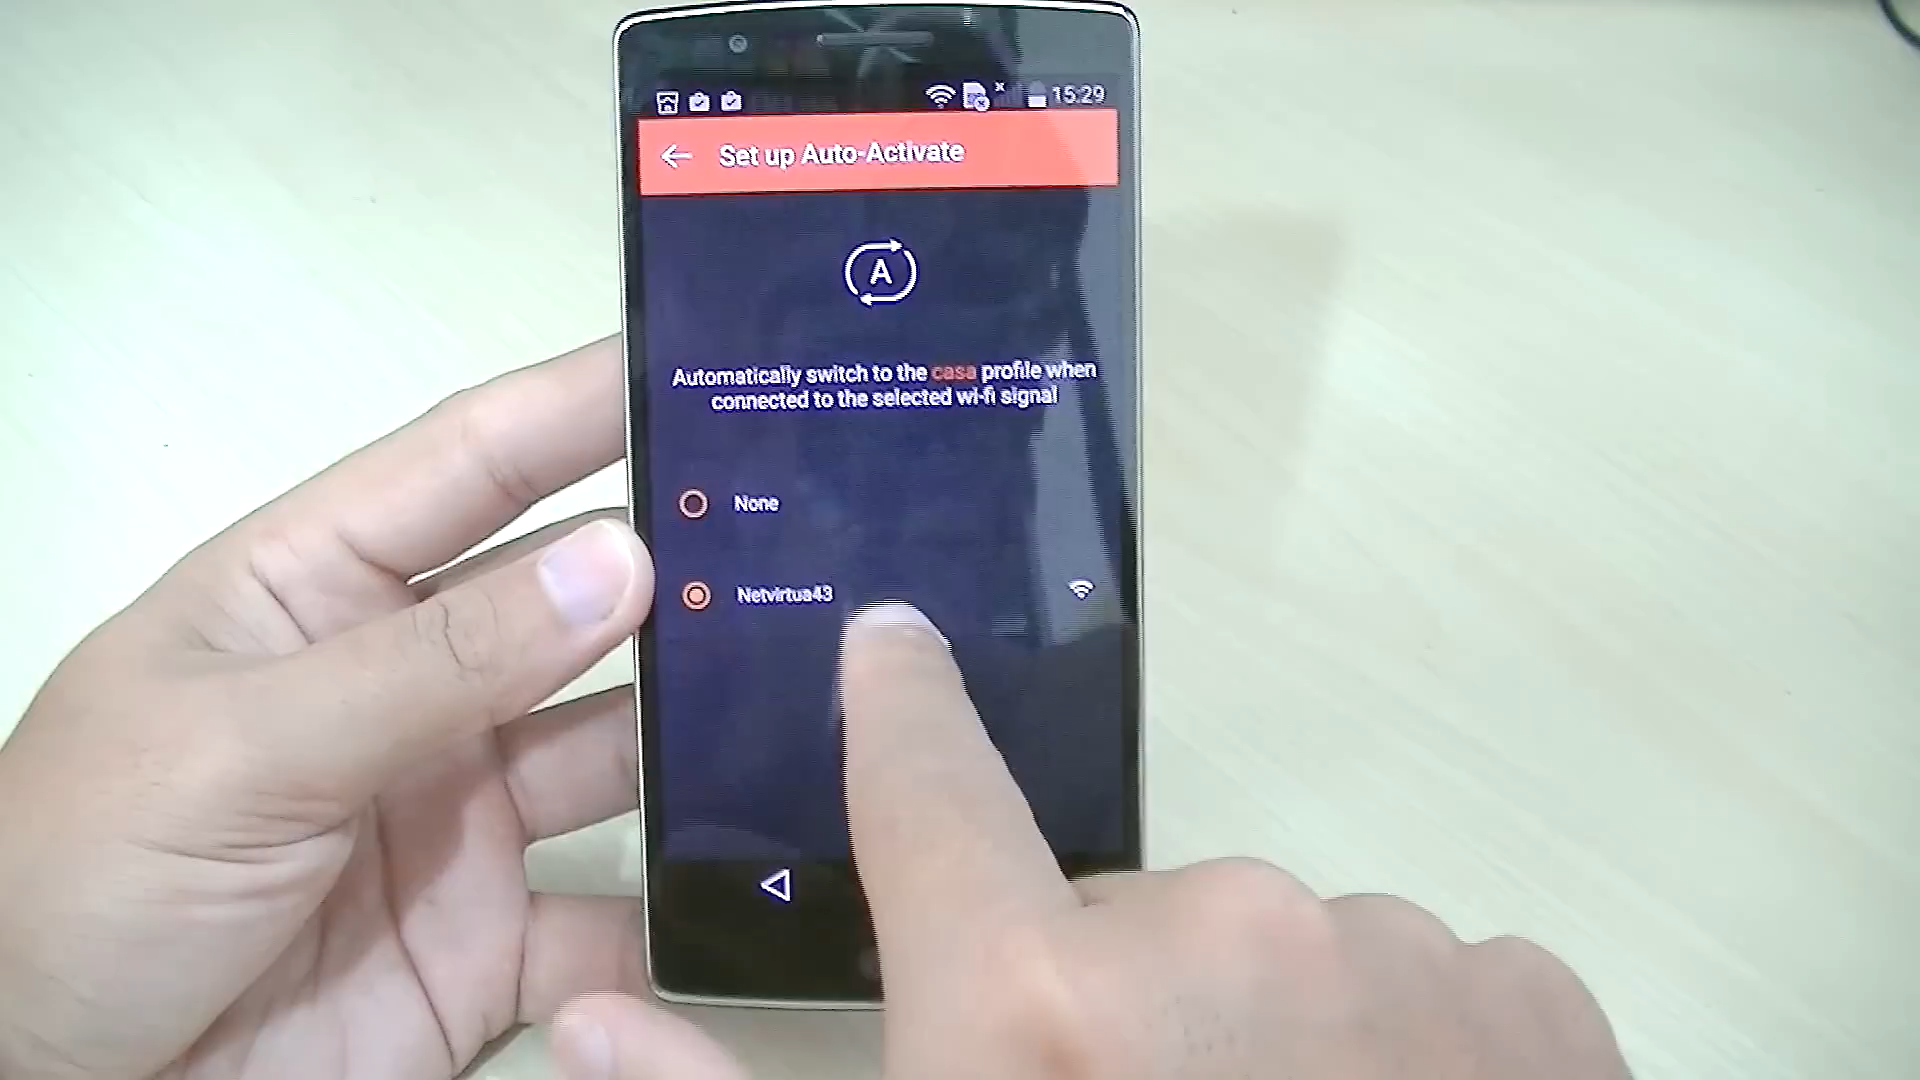 15:29
Set up Auto-Activate
A
Automatically switch to the casa profile when
connected to the selected wi-fi signal
None
Netvirtua43